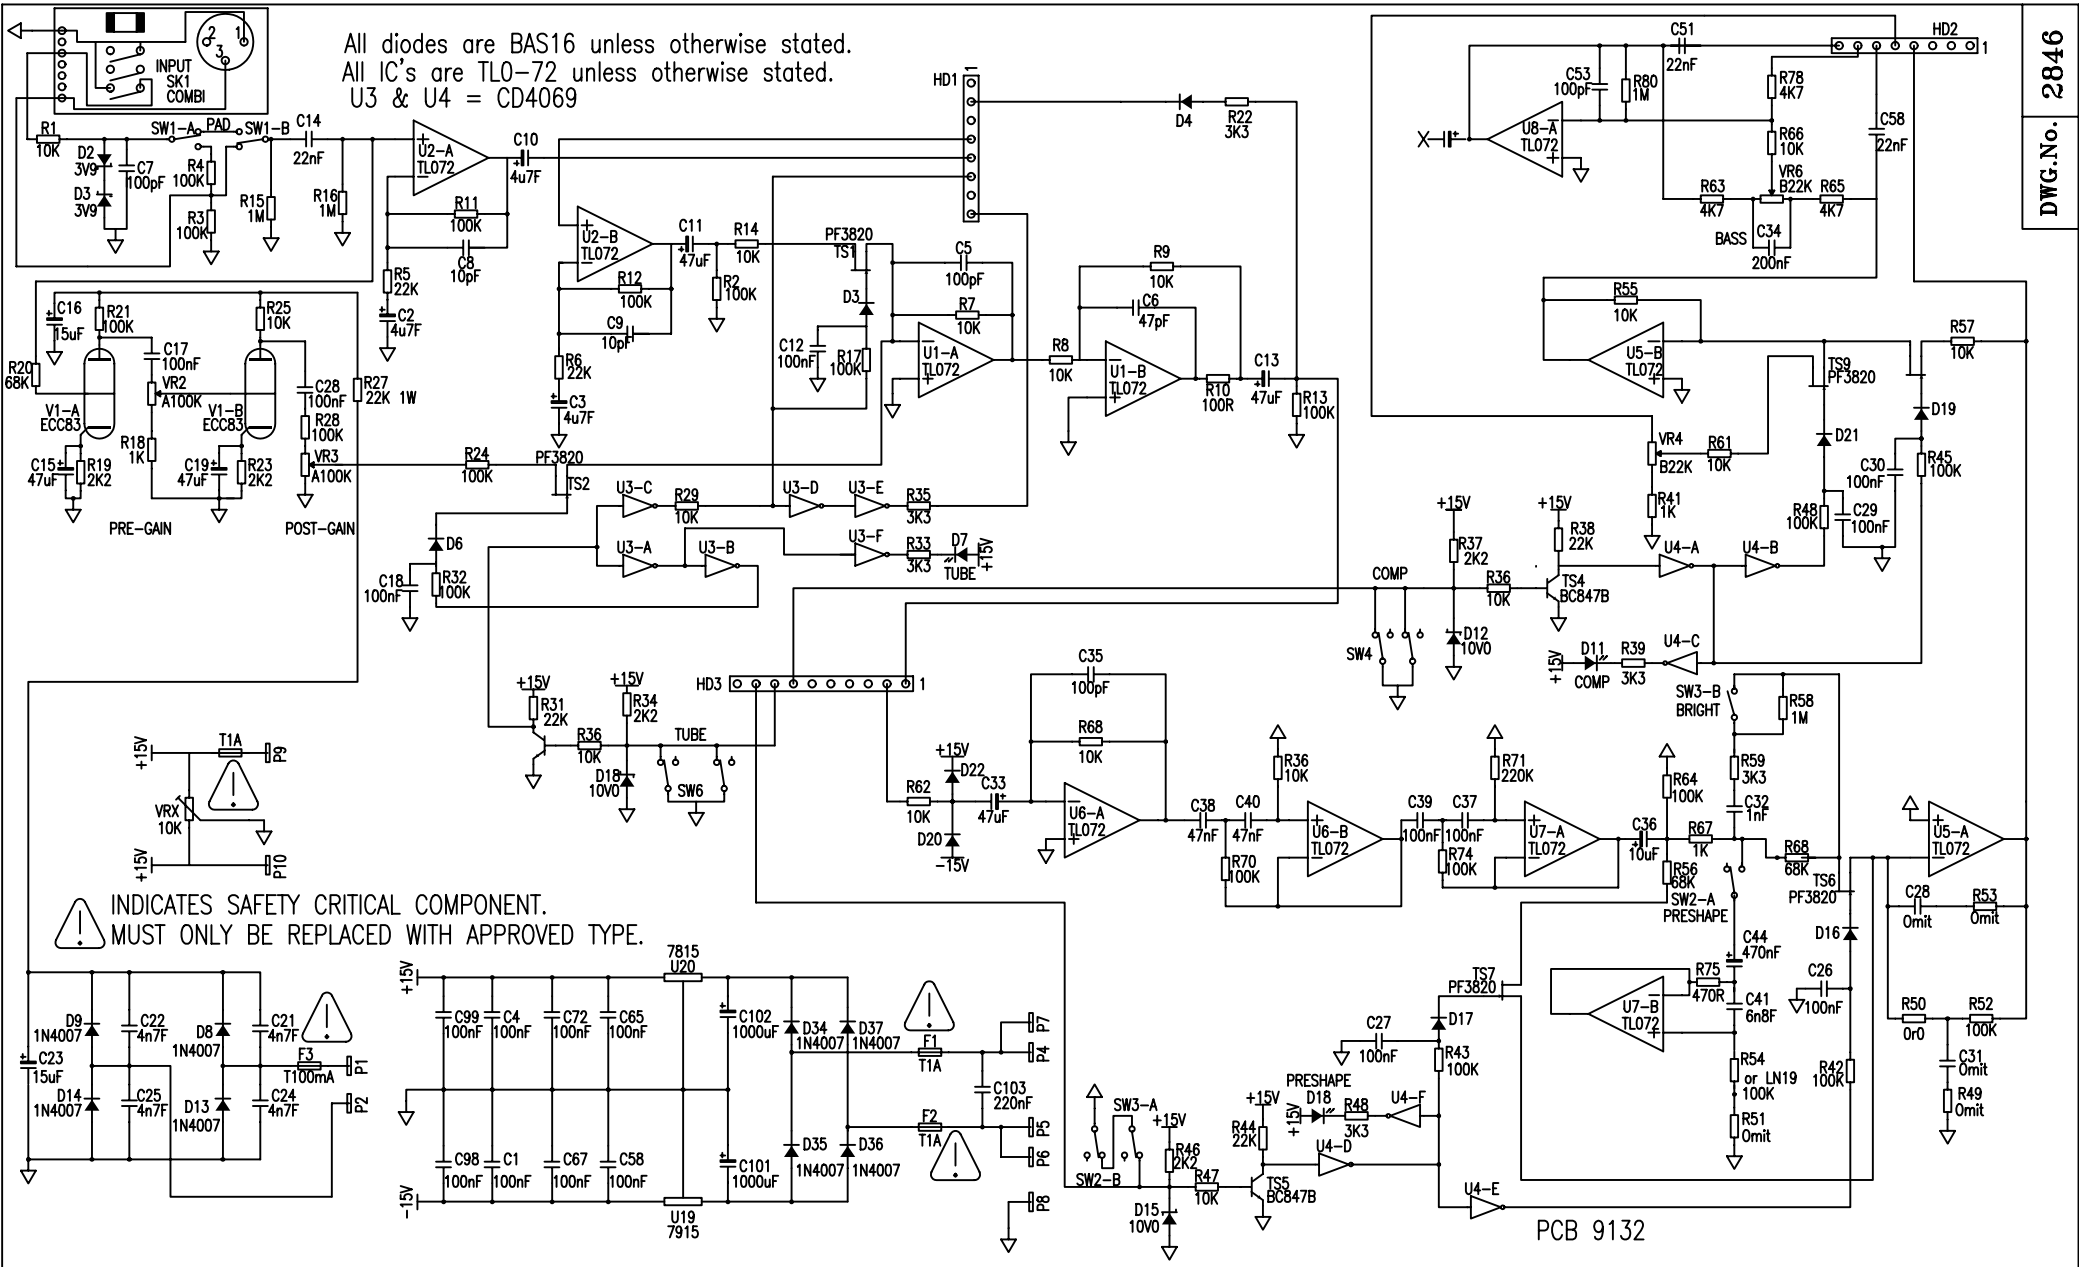 All diodes are BAS16 unless otherwise stated.
All IC's are TL0-72 unless otherwise stated.
U3 & U4 = CD4069
DWG.No. 2846
INPUT
SK1
COMBI
2
1
3
R1
10K
SW1-A
PAD
SW1-B
C14
22nF
D2
3V9
D3
3V9
C7
100pF
R4
100K
R3
100K
R15
1M
R16
1M
U2-A
TL072
C10
4u7F
R11
100K
C8
10pF
R5
22K
C2
4u7F
U2-B
TL072
C11
47uF
R14
10K
R12
100K
C9
10pF
R2
100K
R6
22K
C3
4u7F
PF3820
TS1
D3
C12
100nF
R17
100K
C5
100pF
R7
10K
U1-A
TL072
R8
10K
R9
10K
C6
47pF
U1-B
TL072
R10
100R
C13
47uF
R13
100K
HD1
1
D4
R22
3K3
C16
15uF
R21
100K
R25
10K
R20
68K
C17
100nF
VR2
A100K
V1-A
ECC83
V1-B
ECC83
R18
1K
C15
47uF
R19
2K2
C19
47uF
R23
2K2
C28
100nF
R28
100K
VR3
A100K
R27
22K 1W
PRE-GAIN
POST-GAIN
R24
100K
PF3820
TS2
U3-C
R29
10K
U3-D
U3-E
R35
3K3
U3-A
U3-B
U3-F
R33
3K3
D7
TUBE
+15V
D6
C18
100nF
R32
100K
C51
22nF
HD2
1
C53
100pF
R80
1M
R78
4K7
R66
10K
U8-A
TL072
C58
22nF
VR6
B22K
R63
4K7
R65
4K7
BASS
C34
200nF
R55
10K
U5-B
TL072
TS9
PF3820
R57
10K
D19
D21
VR4
B22K
R61
10K
R41
1K
C30
100nF
R45
100K
R48
100K
C29
100nF
+15V
R37
2K2
+15V
R38
22K
COMP
R36
10K
TS4
BC847B
U4-A
U4-B
D12
10V0
SW4
+15V
D11
COMP
R39
3K3
U4-C
HD3
1
+15V
R31
22K
+15V
R34
2K2
R36
10K
TUBE
D18
10V0
SW6
C35
100pF
R68
10K
+15V
D22
R62
10K
C33
47uF
D20
-15V
U6-A
TL072
C38
47nF
C40
47nF
R36
10K
U6-B
TL072
R70
100K
C39
100nF
C37
100nF
R71
220K
U7-A
TL072
R74
100K
C36
10uF
R64
100K
R67
1K
R56
68K
SW3-B
BRIGHT
R58
1M
R59
3K3
C32
1nF
R68
68K
SW2-A
PRESHAPE
TS6
PF3820
U5-A
TL072
C28
Omit
R53
Omit
D16
C26
100nF
R50
0r0
R52
100K
C31
Omit
R49
Omit
R42
100K
C44
470nF
R75
470R
C41
6n8F
U7-B
TL072
R54
or LN19
100K
R51
Omit
TS7
PF3820
D17
C27
100nF
R43
100K
PRESHAPE
D18
+15V
R48
3K3
U4-F
+15V
R44
22K
U4-D
U4-E
TS5
BC847B
SW3-A
SW2-B
+15V
R46
2K2
R47
10K
D15
10V0
PCB 9132
+15V
T1A
P9
VRX
10K
+15V
P10
INDICATES SAFETY CRITICAL COMPONENT.
MUST ONLY BE REPLACED WITH APPROVED TYPE.
D9
1N4007
C22
4n7F
D8
1N4007
C21
4n7F
C23
15uF
F3
T100mA
P1
P2
D14
1N4007
C25
4n7F
D13
1N4007
C24
4n7F
+15V
7815
U20
C99
100nF
C4
100nF
C72
100nF
C65
100nF
C102
1000uF
D34
1N4007
D37
1N4007
F1
T1A
P7
P4
C103
220nF
F2
T1A
P5
P6
P8
C98
100nF
C1
100nF
C67
100nF
C58
100nF
C101
1000uF
D35
1N4007
D36
1N4007
-15V
U19
7915